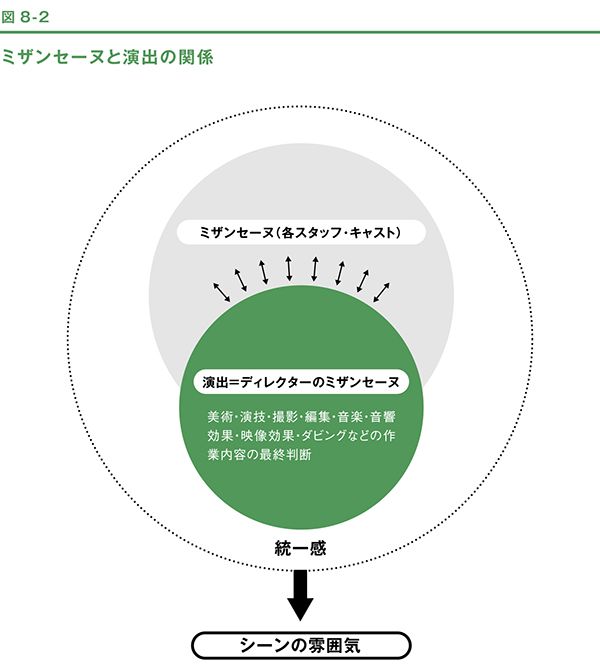 図8-2
ミザンセーヌと演出の関係
ミザンセーヌ（各スタッフ・キャスト）
演出＝ディレクターのミザンセーヌ
美術・演技・撮影・編集・音楽・音響
効果・映像効果・ダビングなどの作
業内容の最終判断
統一感
シーンの雰囲気